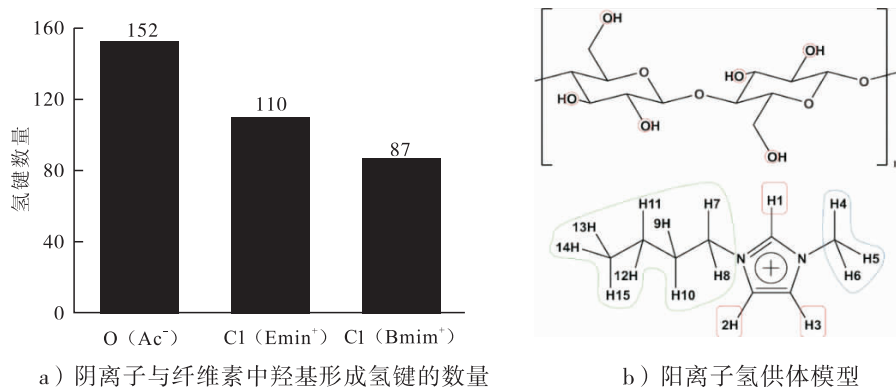 160
120
80
40
0
氢键数量
152
110
87
O（Ac⁻）
Cl（Emin⁺）
Cl（Bmim⁺）
a）阴离子与纤维素中羟基形成氢键的数量
OH
O
HO
OH
O
HO
OH
OH
O
O
OH
n
H11
9H
H7
H1
H4
13H
14H
12H
H15
H10
H8
N
N
+
H5
H6
2H
H3
b）阳离子氢供体模型